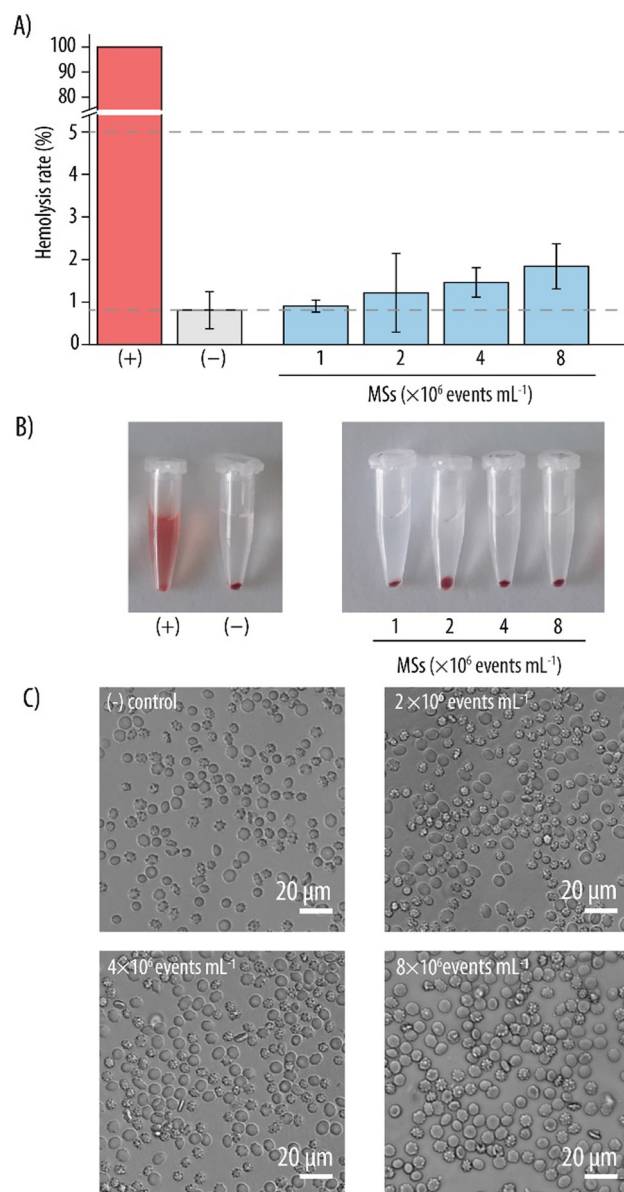 A)
100
90
80
5
4
3
2
1
0
Hemolysis rate (%)
(+) (−) 1 2 4 8
MSs (×10⁶ events mL⁻¹)
B)
(+) (−) 1 2 4 8
MSs (×10⁶ events mL⁻¹)
C)
(-) control
20 µm
2×10⁶ events mL⁻¹
20 µm
4×10⁶ events mL⁻¹
20 µm
8×10⁶events mL⁻¹
20 µm